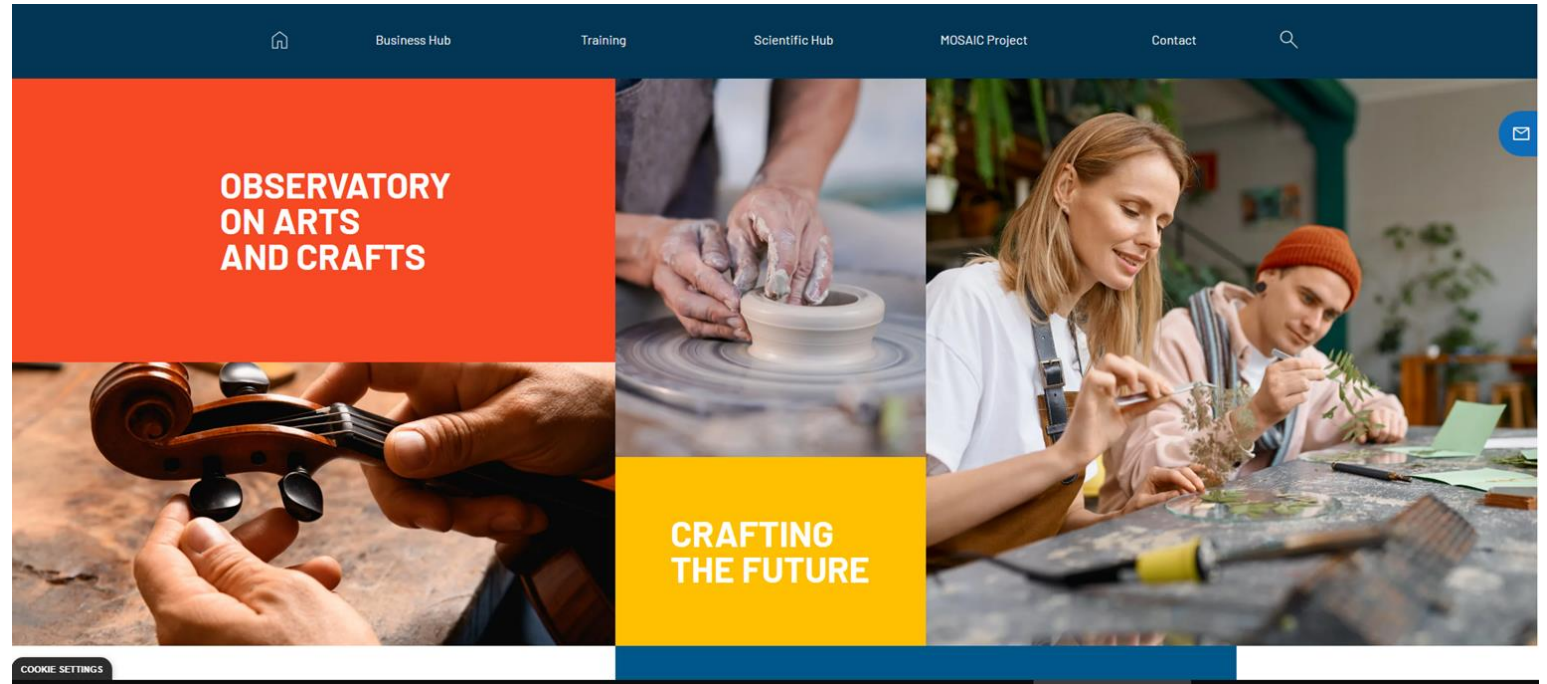 Business Hub Training Scientific Hub MOSAIC Project Contact
OBSERVATORY
ON ARTS
AND CRAFTS
CRAFTING
THE FUTURE
COOKIE SETTINGS